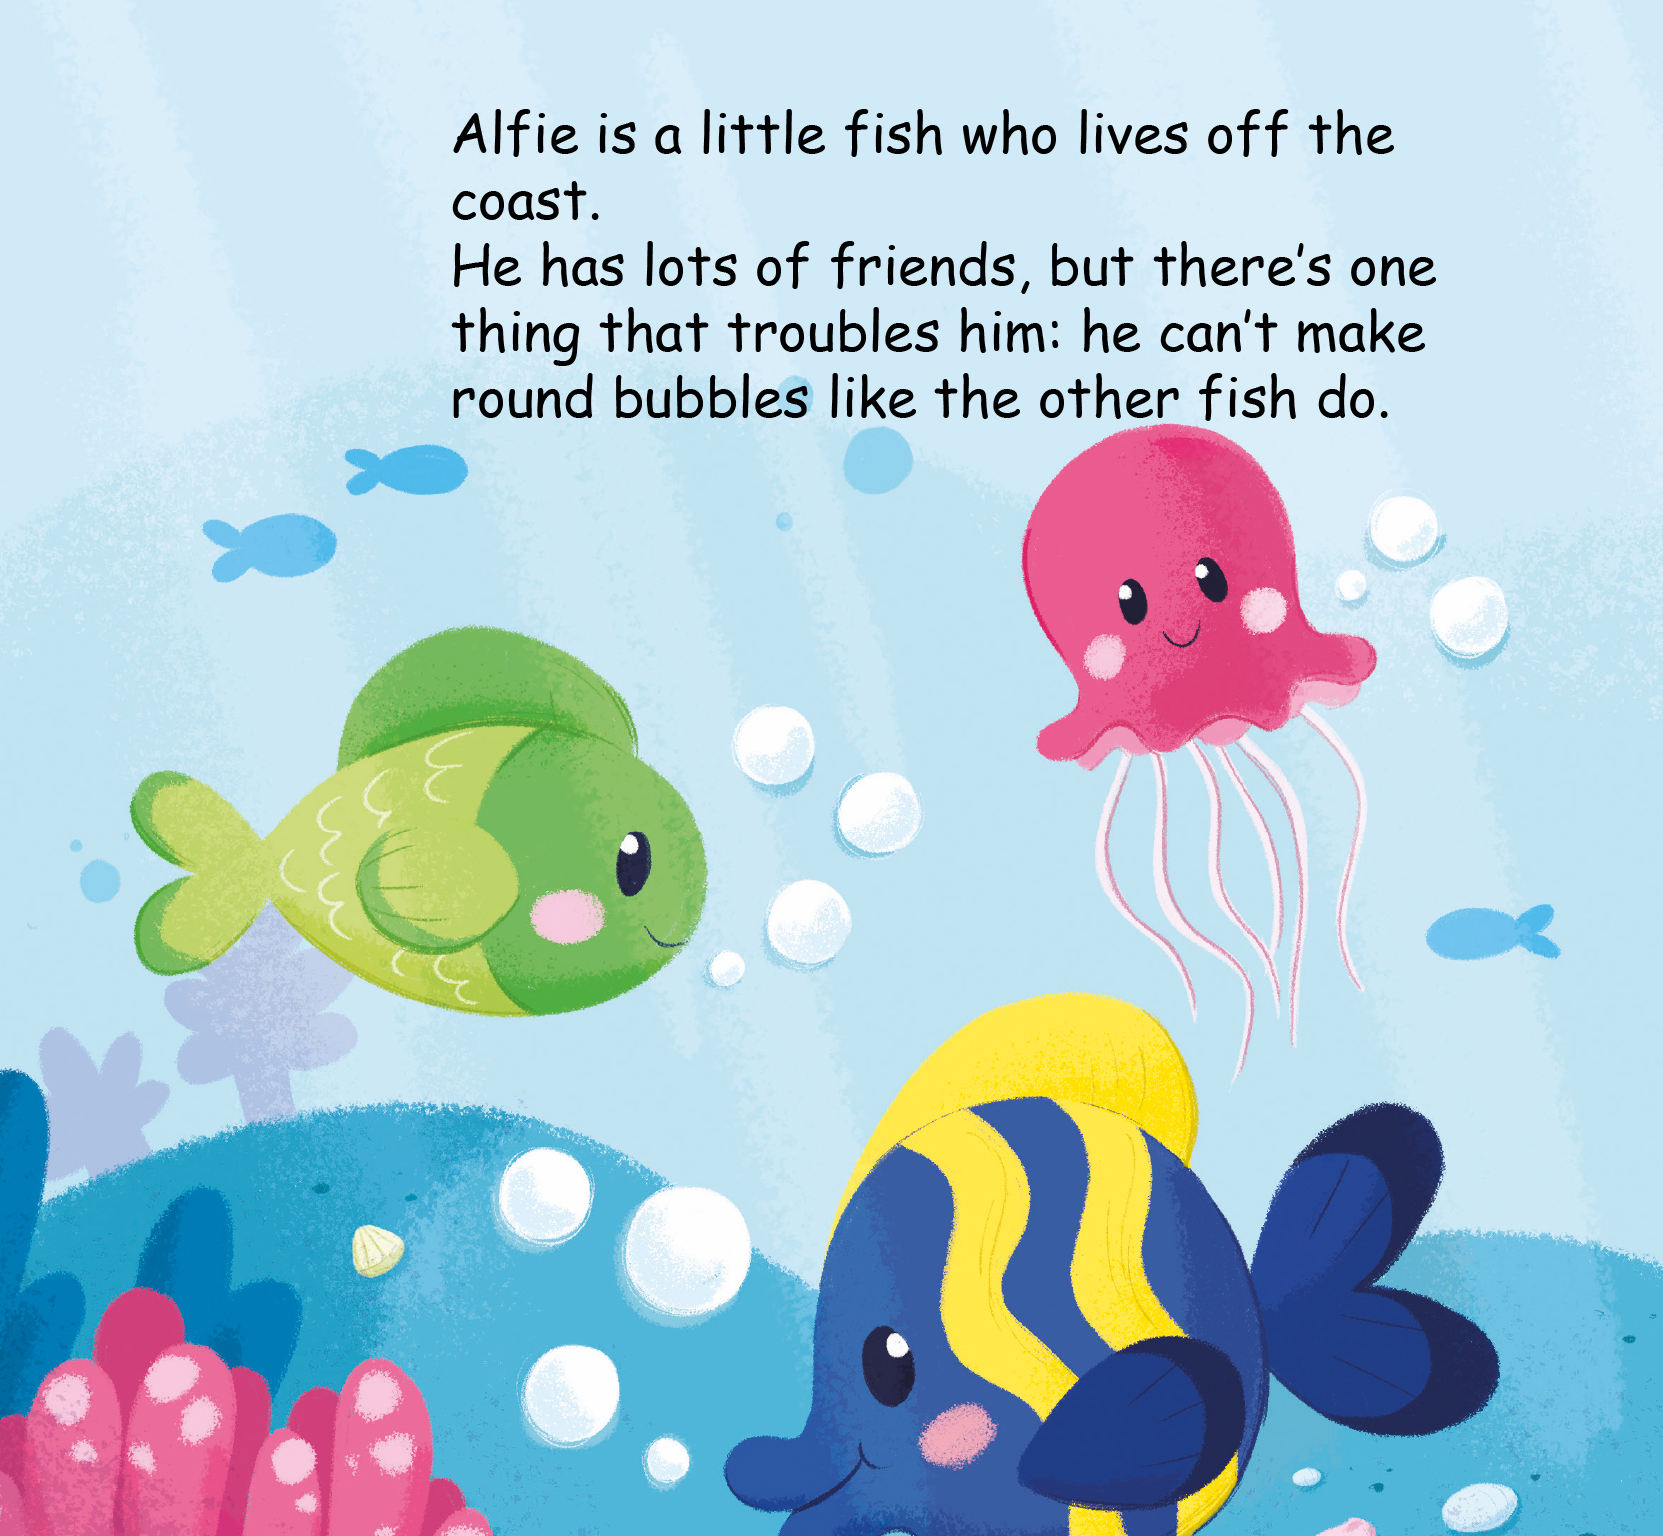 Alfie is a little fish who lives off the
coast.
He has lots of friends, but there’s one
thing that troubles him: he can’t make
round bubbles like the other fish do.